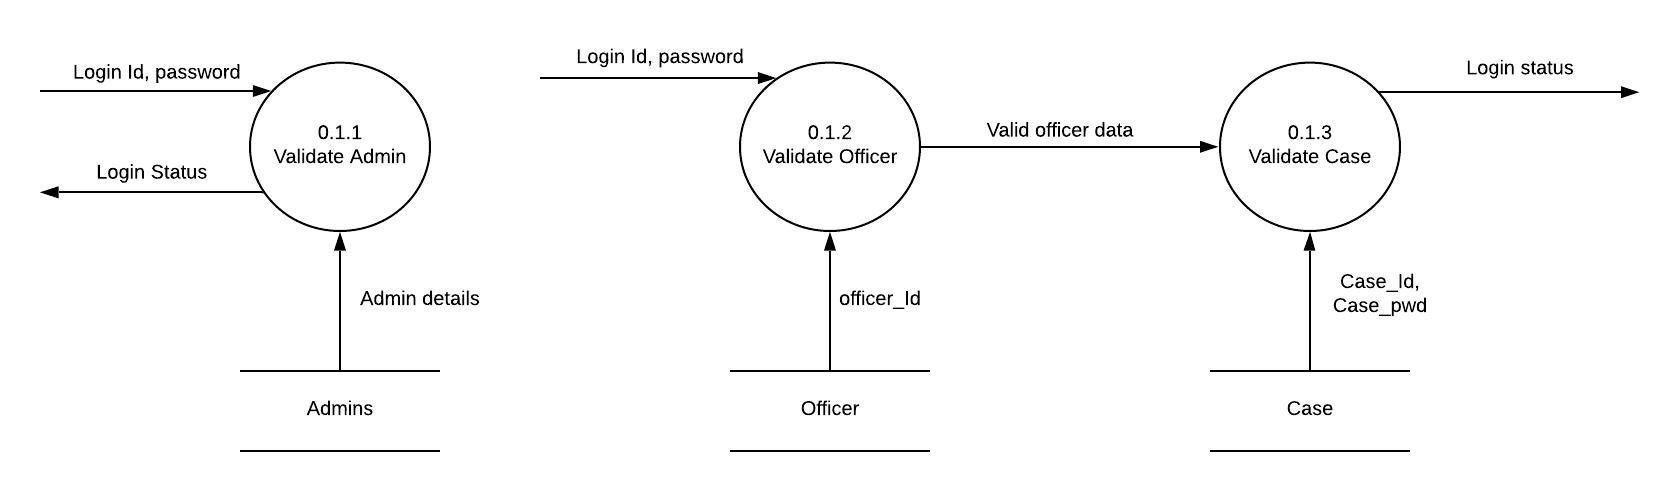 Login Id, password
Login Status
0.1.1
Validate Admin
Admin details
Admins
Login Id, password
0.1.2
Validate Officer
officer_Id
Officer
Valid officer data
0.1.3
Validate Case
Login status
Case_Id,
Case_pwd
Case